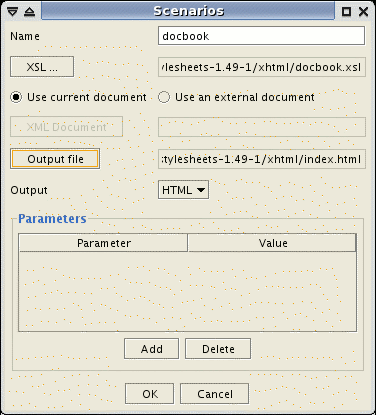 Scenarios
Name docbook
XSL ... ylesheets-1.49-1/xhtml/docbook.xsl
Use current document Use an external document
XML Document
Output file tylesheets-1.49-1/xhtml/index.html
Output HTML
Parameters
Parameter Value
Add Delete
OK Cancel